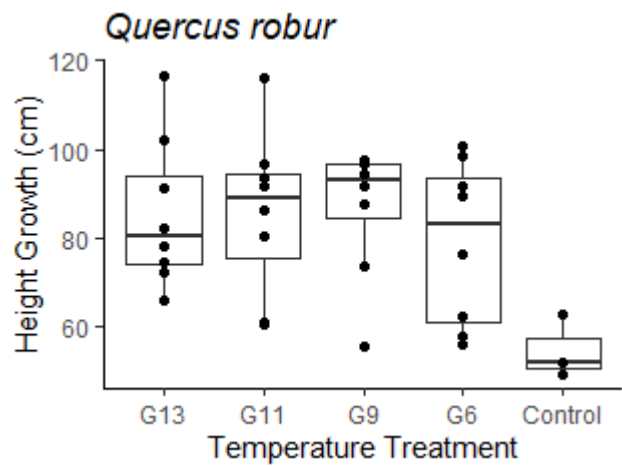 Quercus robur
Height Growth (cm)
120
100
80
60
G13 G11 G9 G6 Control
Temperature Treatment